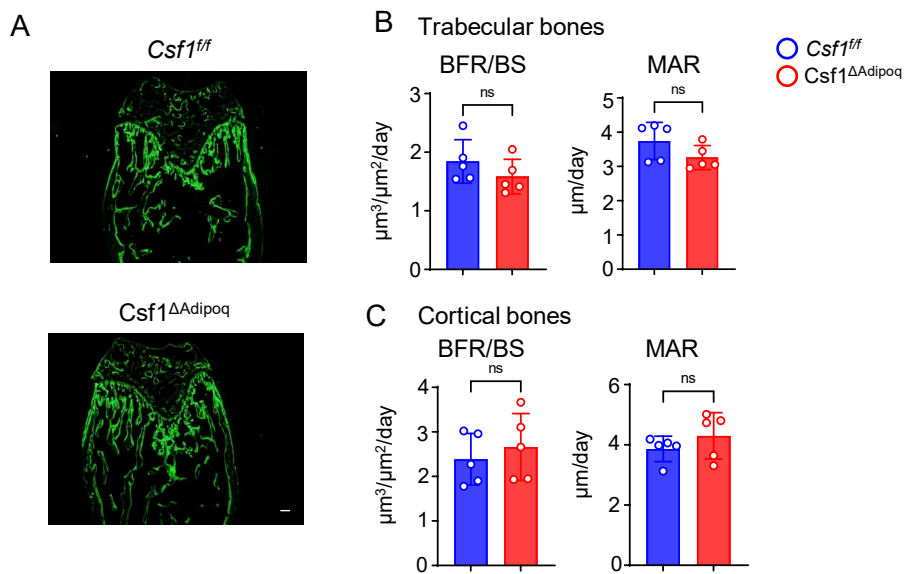 A
Csf1f/f
Csf1ΔAdipoq
B Trabecular bones
BFR/BS
ns
3
2
1
0
µm3/µm2/day
MAR
ns
5
4
3
2
1
0
µm/day
Csf1f/f
Csf1ΔAdipoq
C Cortical bones
BFR/BS
ns
4
3
2
1
0
µm3/µm2/day
MAR
ns
6
4
2
0
µm/day